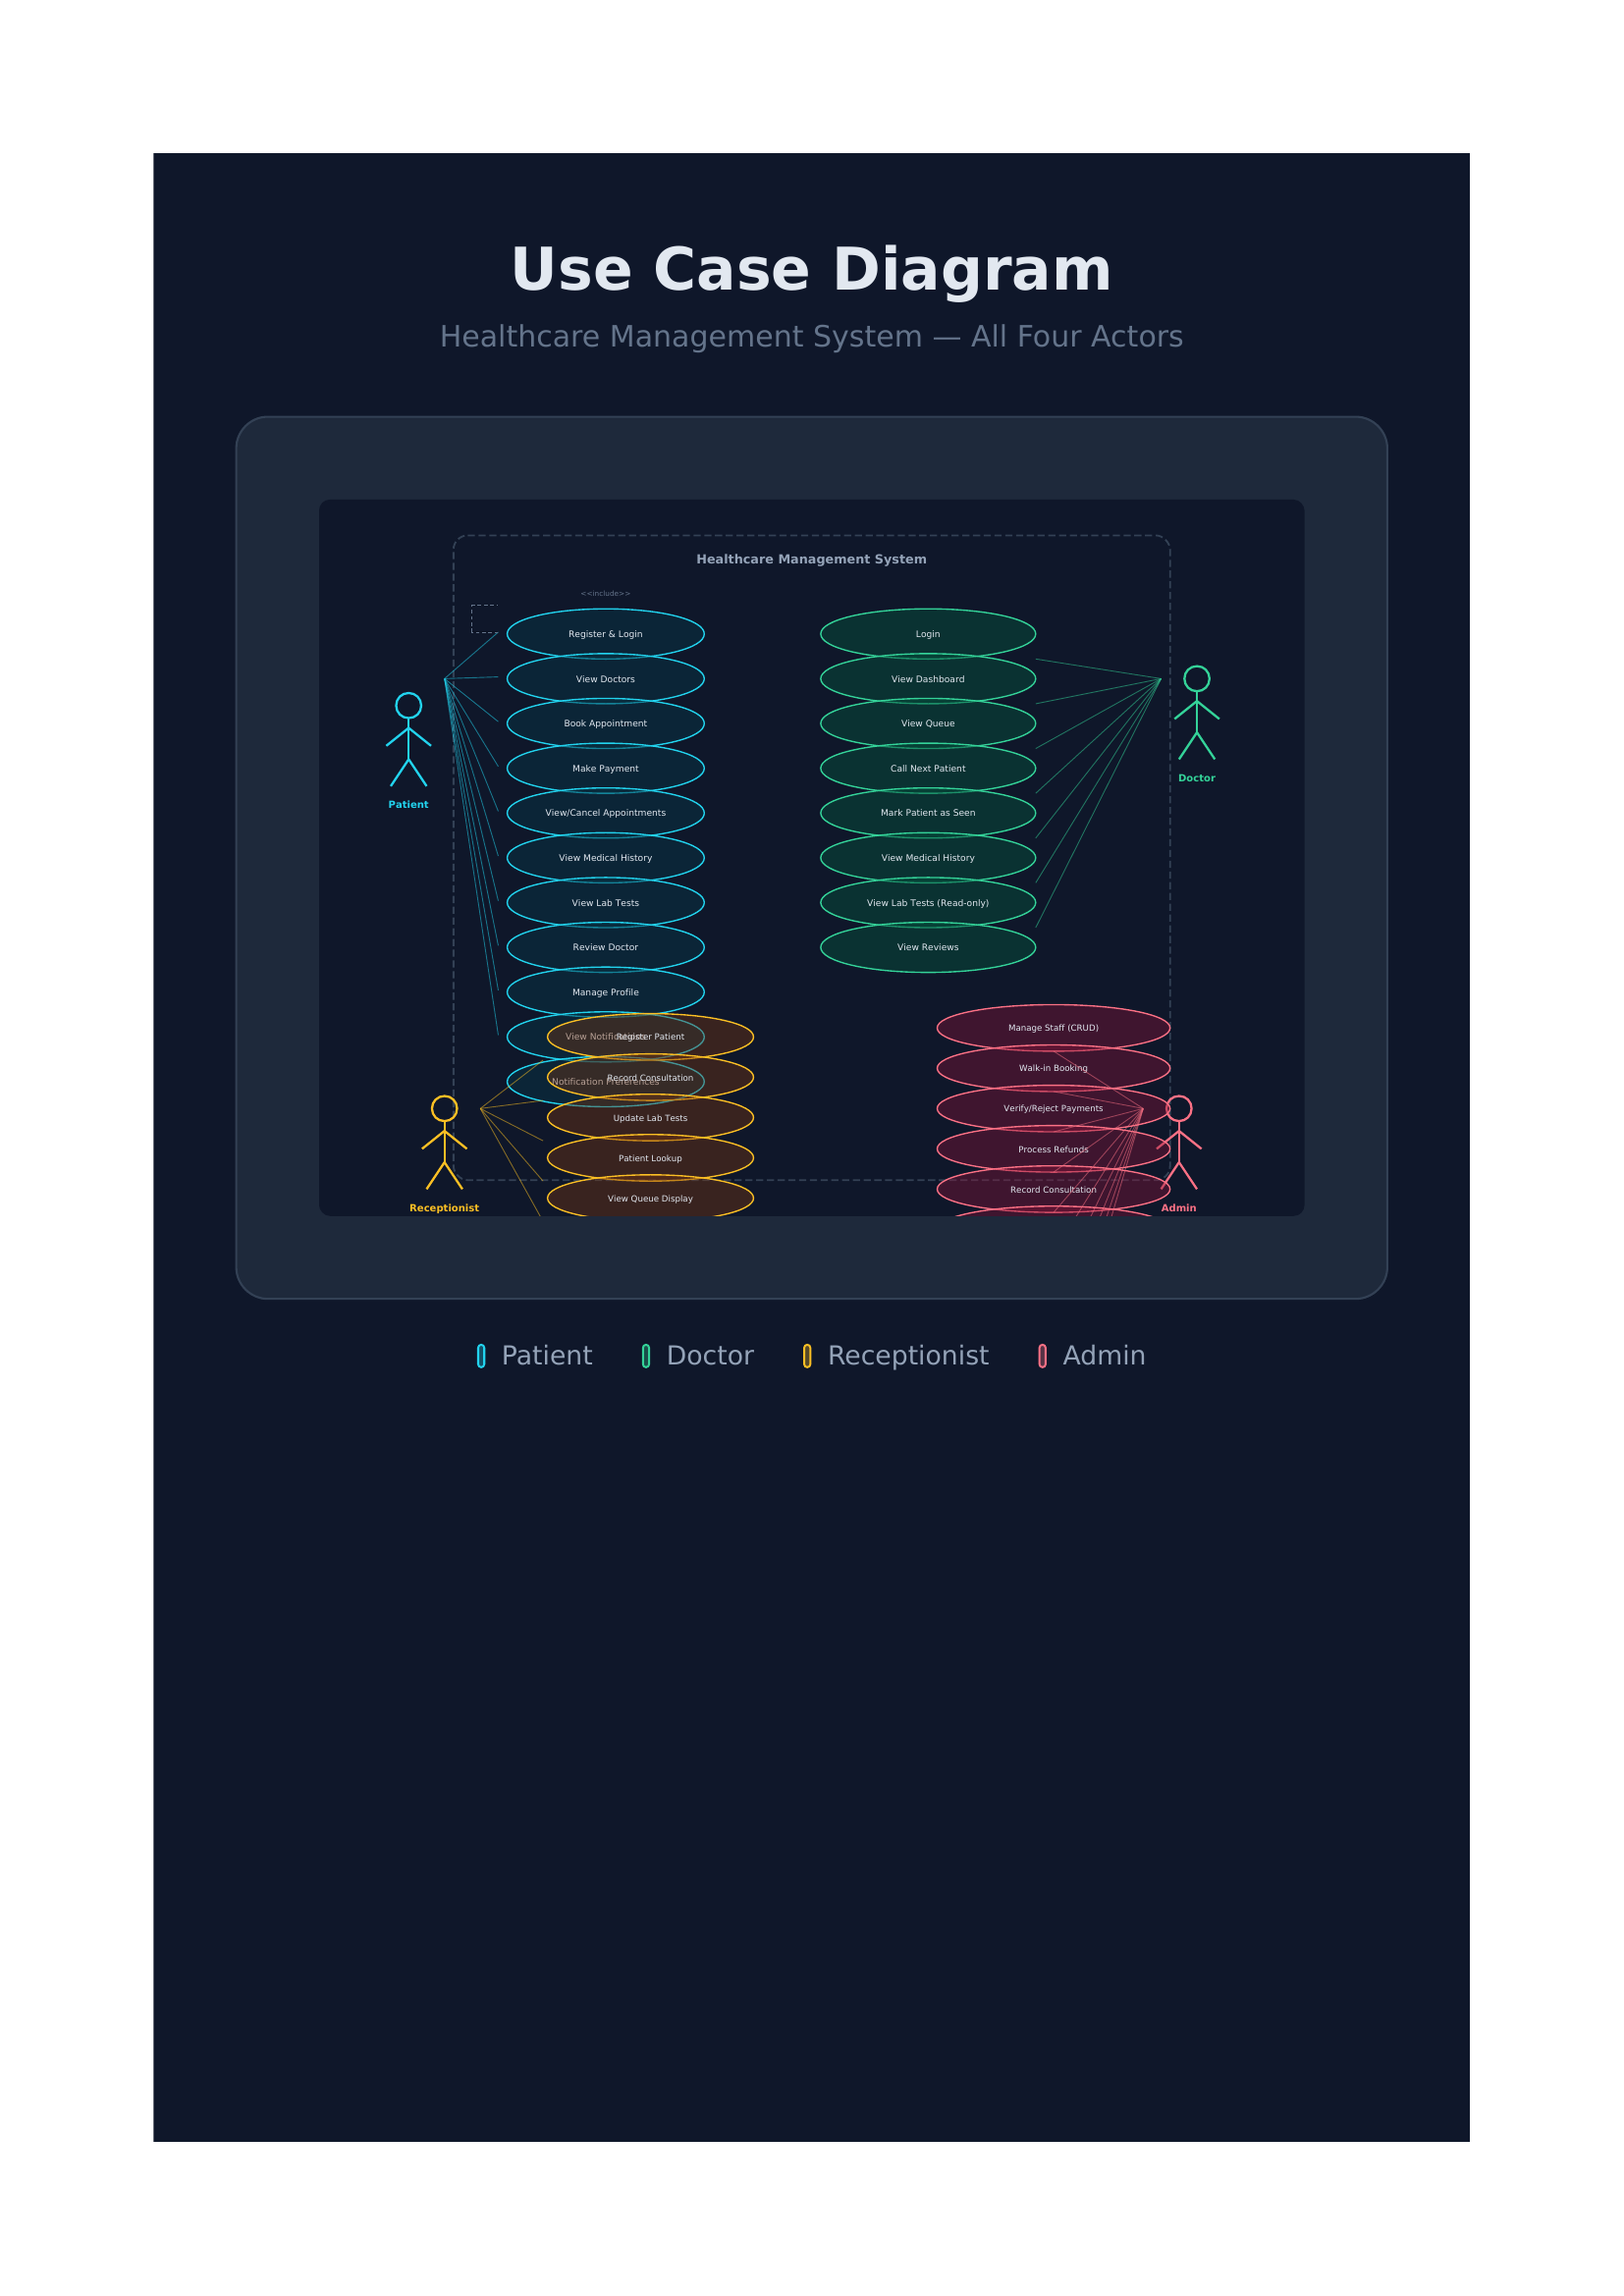 Use Case Diagram
Healthcare Management System — All Four Actors
Healthcare Management System
<<include>>
Register & Login
View Doctors
Book Appointment
Make Payment
View/Cancel Appointments
View Medical History
View Lab Tests
Review Doctor
Manage Profile
View Notifications
Notification Preferences
Patient
Login
View Dashboard
View Queue
Call Next Patient
Mark Patient as Seen
View Medical History
View Lab Tests (Read-only)
View Reviews
Doctor
Register Patient
Record Consultation
Update Lab Tests
Patient Lookup
View Queue Display
Receptionist
Manage Staff (CRUD)
Walk-in Booking
Verify/Reject Payments
Process Refunds
Record Consultation
Admin
Patient
Doctor
Receptionist
Admin